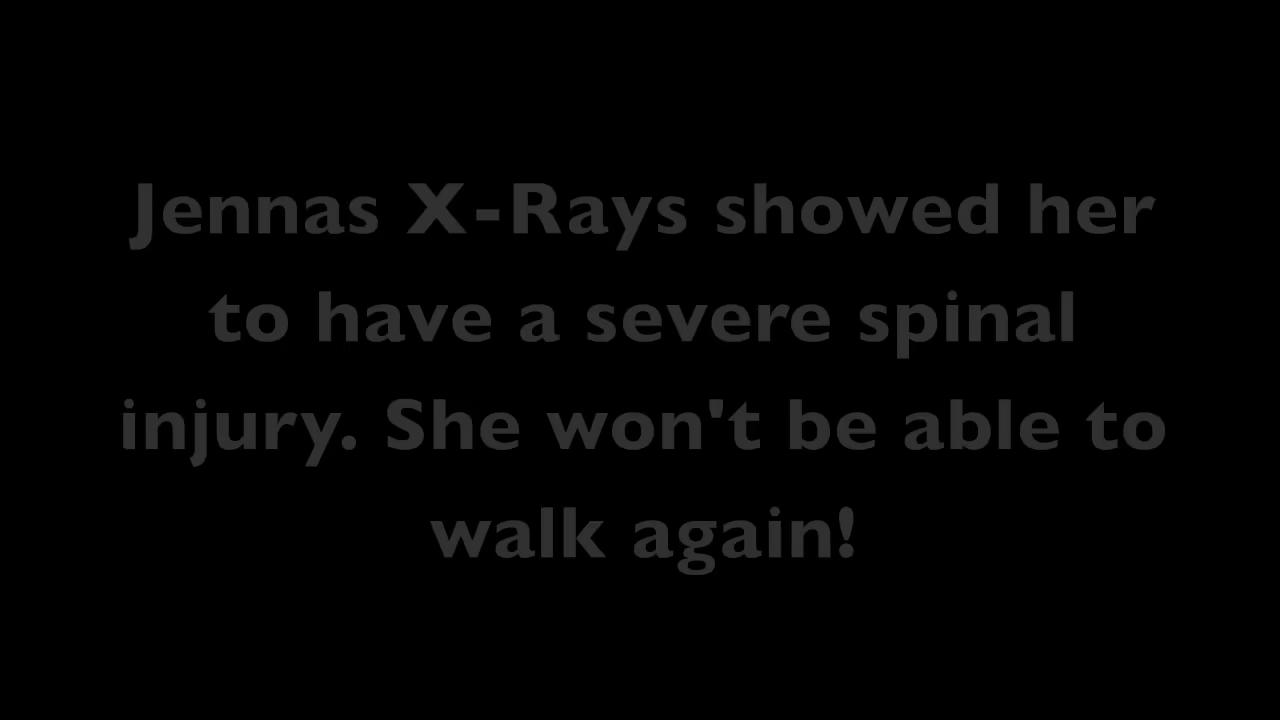 Jennas X-Rays showed her
to have a severe spinal
injury. She won't be able to
walk again!